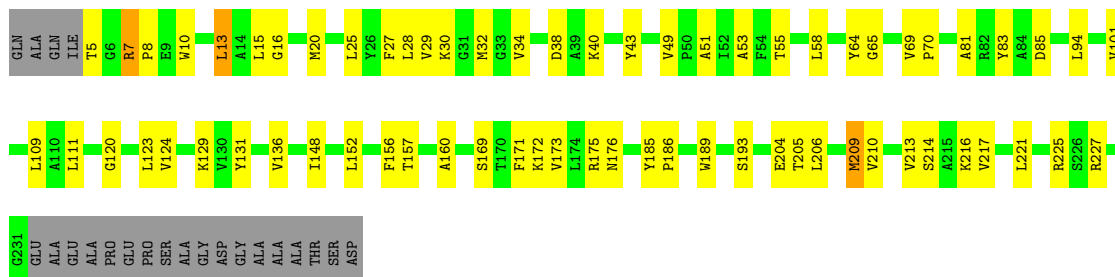 GLN ALA GLN ILE T5 G6 R7 P8 E9 W10 L13 A14 L15 G16 M20 L25 Y26 F27 L28 V29 K30 G31 M32 G33 V34 D38 A39 K40 Y43 V49 P50 A51 I52 A53 F54 T55 L58 Y64 G65 V69 P70 A81 R82 Y83 A84 D85 L94
L109 A110 L111 G120 L123 V124 K129 V130 Y131 V136 I148 L152 F156 T157 A160 S169 T170 F171 K172 V173 L174 R175 N176 Y185 P186 W189 S193 E204 T205 L206 M209 V210 V213 S214 A215 K216 V217 L221 R225 S226 R227
G231 GLU ALA GLU ALA PRO GLU PRO SER ALA GLY ASP GLY ALA ALA ALA THR SER ASP